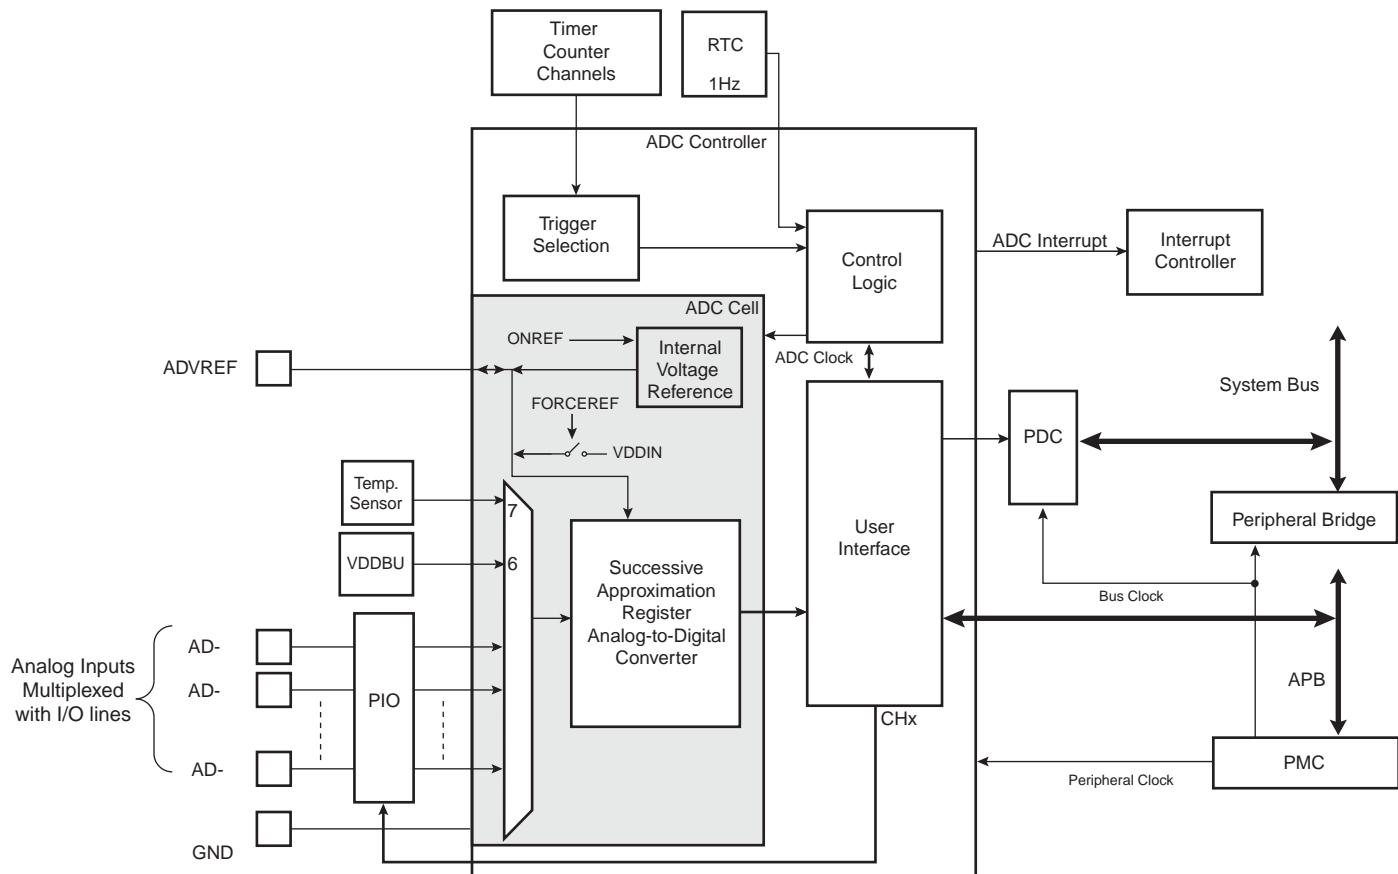 Timer
Counter
Channels
RTC
1Hz
ADC Controller
Trigger
Selection
Control
Logic
ADC Interrupt
Interrupt
Controller
ADC Cell
ONREF
Internal
Voltage
Reference
ADC Clock
ADVREF
FORCEREF
VDDIN
PDC
System Bus
Temp.
Sensor
7
VDDBU
6
Successive
Approximation
Register
Analog-to-Digital
Converter
User
Interface
Peripheral Bridge
Bus Clock
Analog Inputs
Multiplexed
with I/O lines
AD-
AD-
AD-
PIO
CHx
APB
PMC
Peripheral Clock
GND